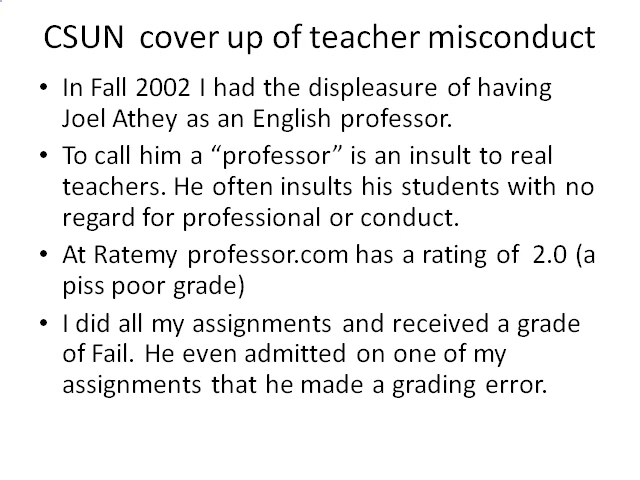 CSUN  cover up of teacher misconduct
• In Fall 2002 I had the displeasure of having
Joel Athey as an English professor.
• To call him a “professor” is an insult to real
teachers. He often insults his students with no
regard for professional or conduct.
• At Ratemy professor.com has a rating of  2.0 (a
piss poor grade)
• I did all my assignments and received a grade
of Fail.  He even admitted on one of my
assignments that he made a grading error.